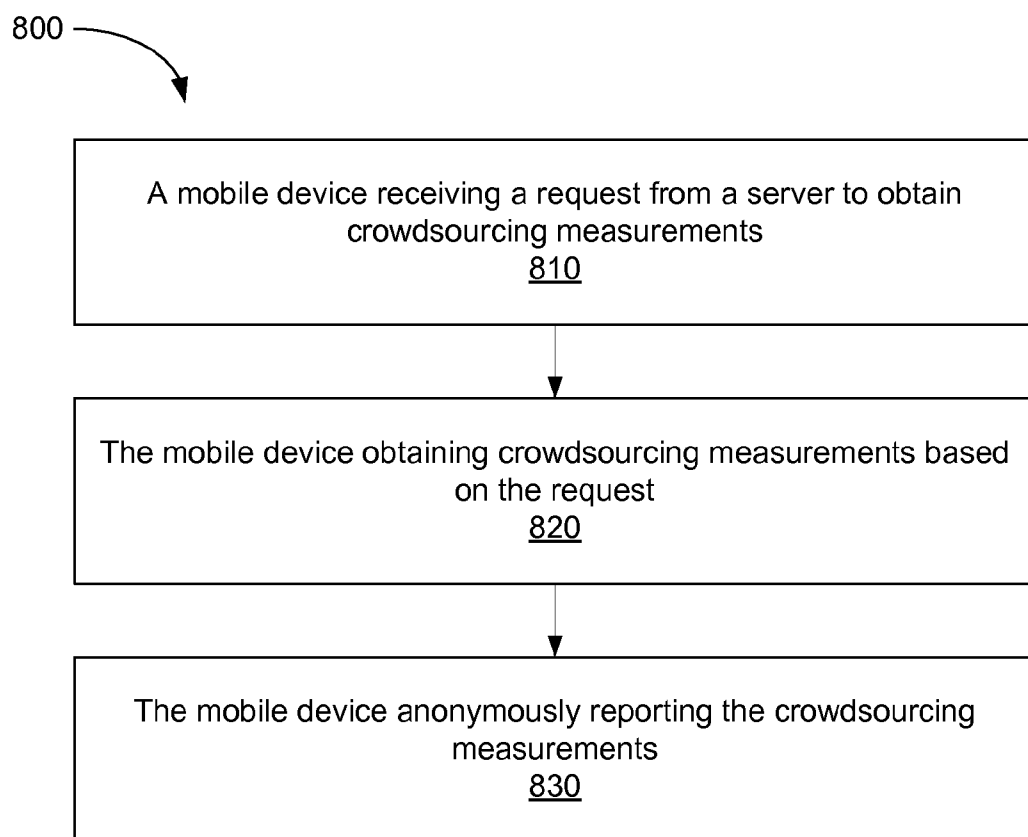 800
A mobile device receiving a request from a server to obtain
crowdsourcing measurements
810
The mobile device obtaining crowdsourcing measurements based
on the request
820
The mobile device anonymously reporting the crowdsourcing
measurements
830